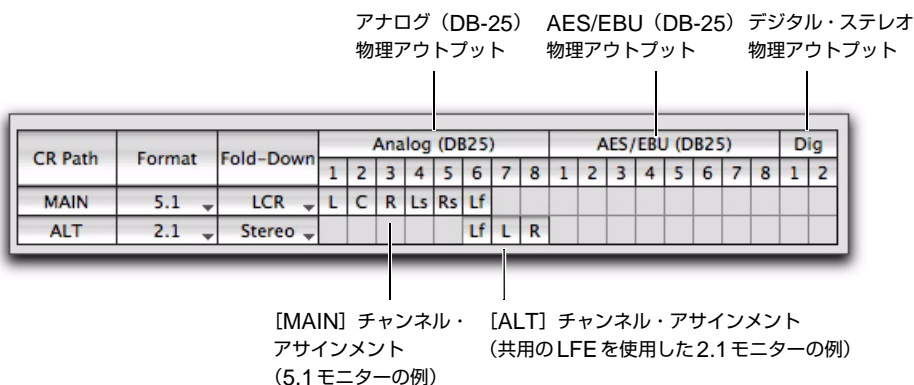 アナログ（DB-25）
物理アウトプット
AES/EBU（DB-25）
物理アウトプット
デジタル・ステレオ
物理アウトプット
CR Path Format Fold-Down Analog (DB25) AES/EBU (DB25) Dig
1 2 3 4 5 6 7 8 1 2 3 4 5 6 7 8 1 2
MAIN 5.1 LCR L C R Ls Rs Lf
ALT 2.1 Stereo Lf L R
［MAIN］チャンネル・
アサインメント
（5.1モニターの例）
［ALT］チャンネル・アサインメント
（共用のLFEを使用した2.1モニターの例）